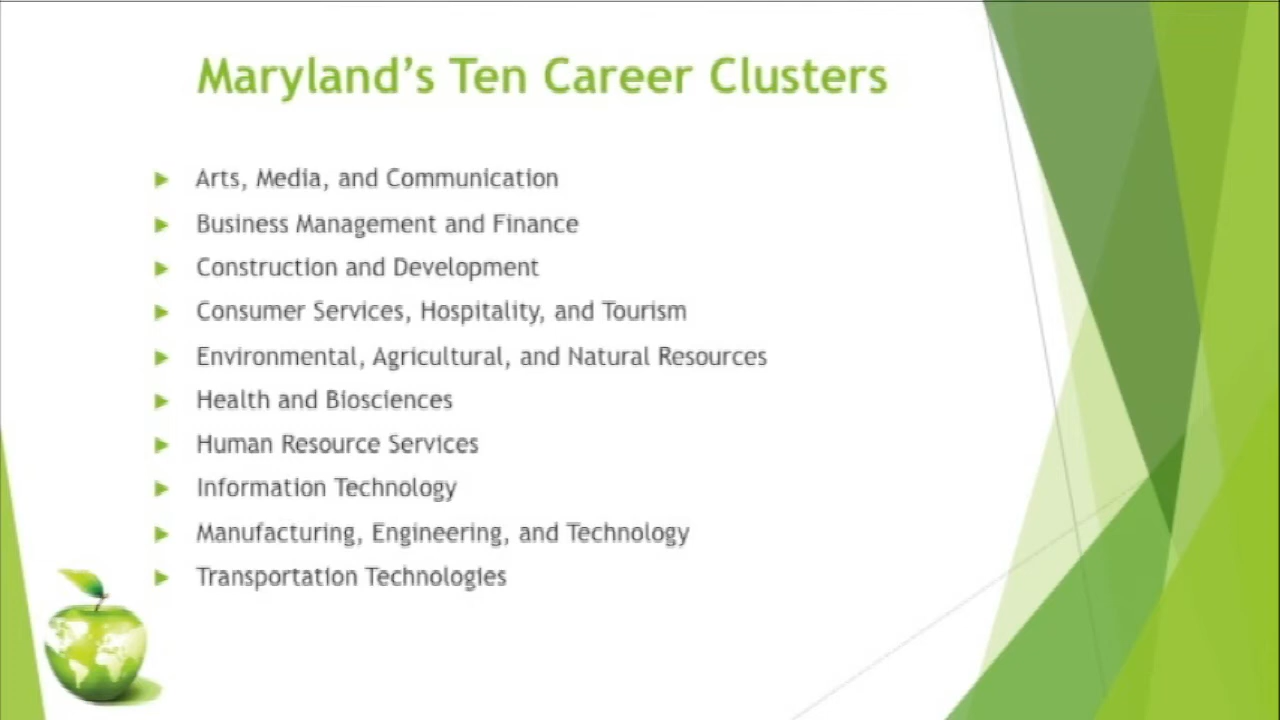 Maryland’s Ten Career Clusters
Arts, Media, and Communication
Business Management and Finance
Construction and Development
Consumer Services, Hospitality, and Tourism
Environmental, Agricultural, and Natural Resources
Health and Biosciences
Human Resource Services
Information Technology
Manufacturing, Engineering, and Technology
Transportation Technologies